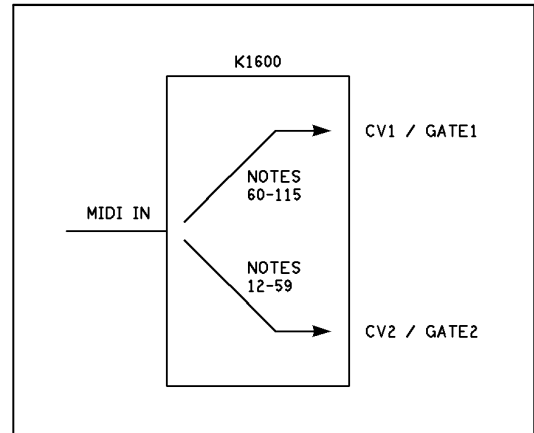 K1600
CV1 / GATE1
NOTES
60-115
MIDI IN
NOTES
12-59
CV2 / GATE2